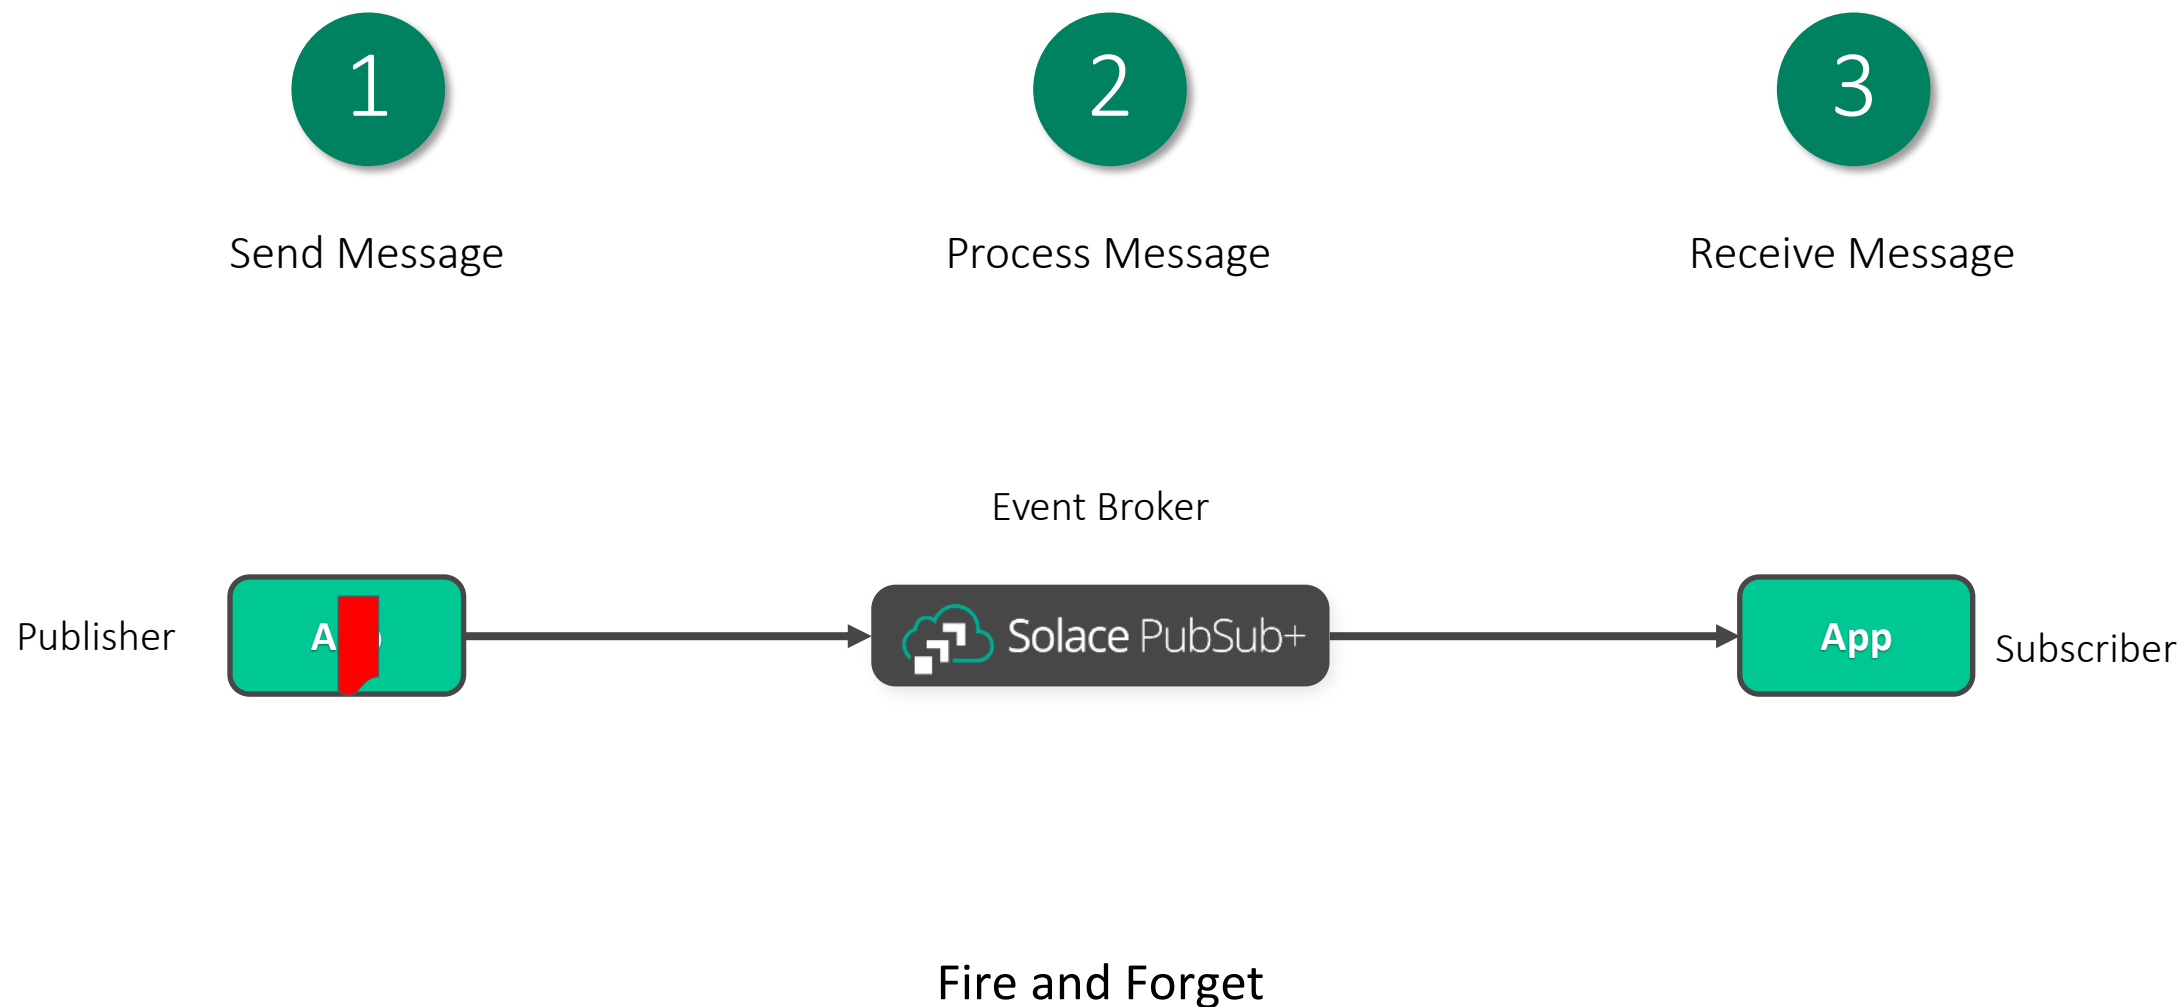 1
2
3
Send Message
Process Message
Receive Message
Event Broker
Publisher
Solace PubSub+
App
Subscriber
Fire and Forget